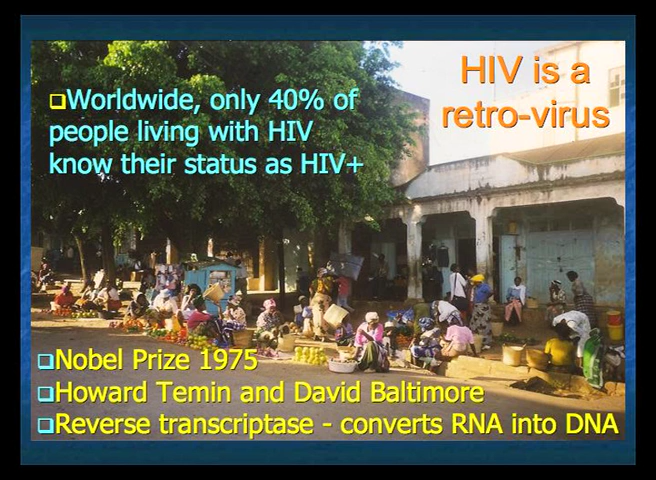 HIV is a
retro-virus
Worldwide, only 40% of
people living with HIV
know their status as HIV+
Nobel Prize 1975
Howard Temin and David Baltimore
Reverse transcriptase - converts RNA into DNA